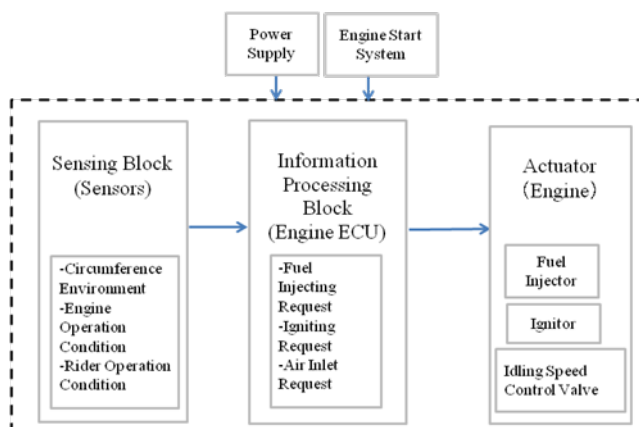 Power
Supply
Engine Start
System
Sensing Block
(Sensors)
-Circumference
Environment
-Engine
Operation
Condition
-Rider Operation
Condition
Information
Processing
Block
(Engine ECU)
-Fuel
Injecting
Request
-Igniting
Request
-Air Inlet
Request
Actuator
(Engine)
Fuel
Injector
Ignitor
Idling Speed
Control Valve